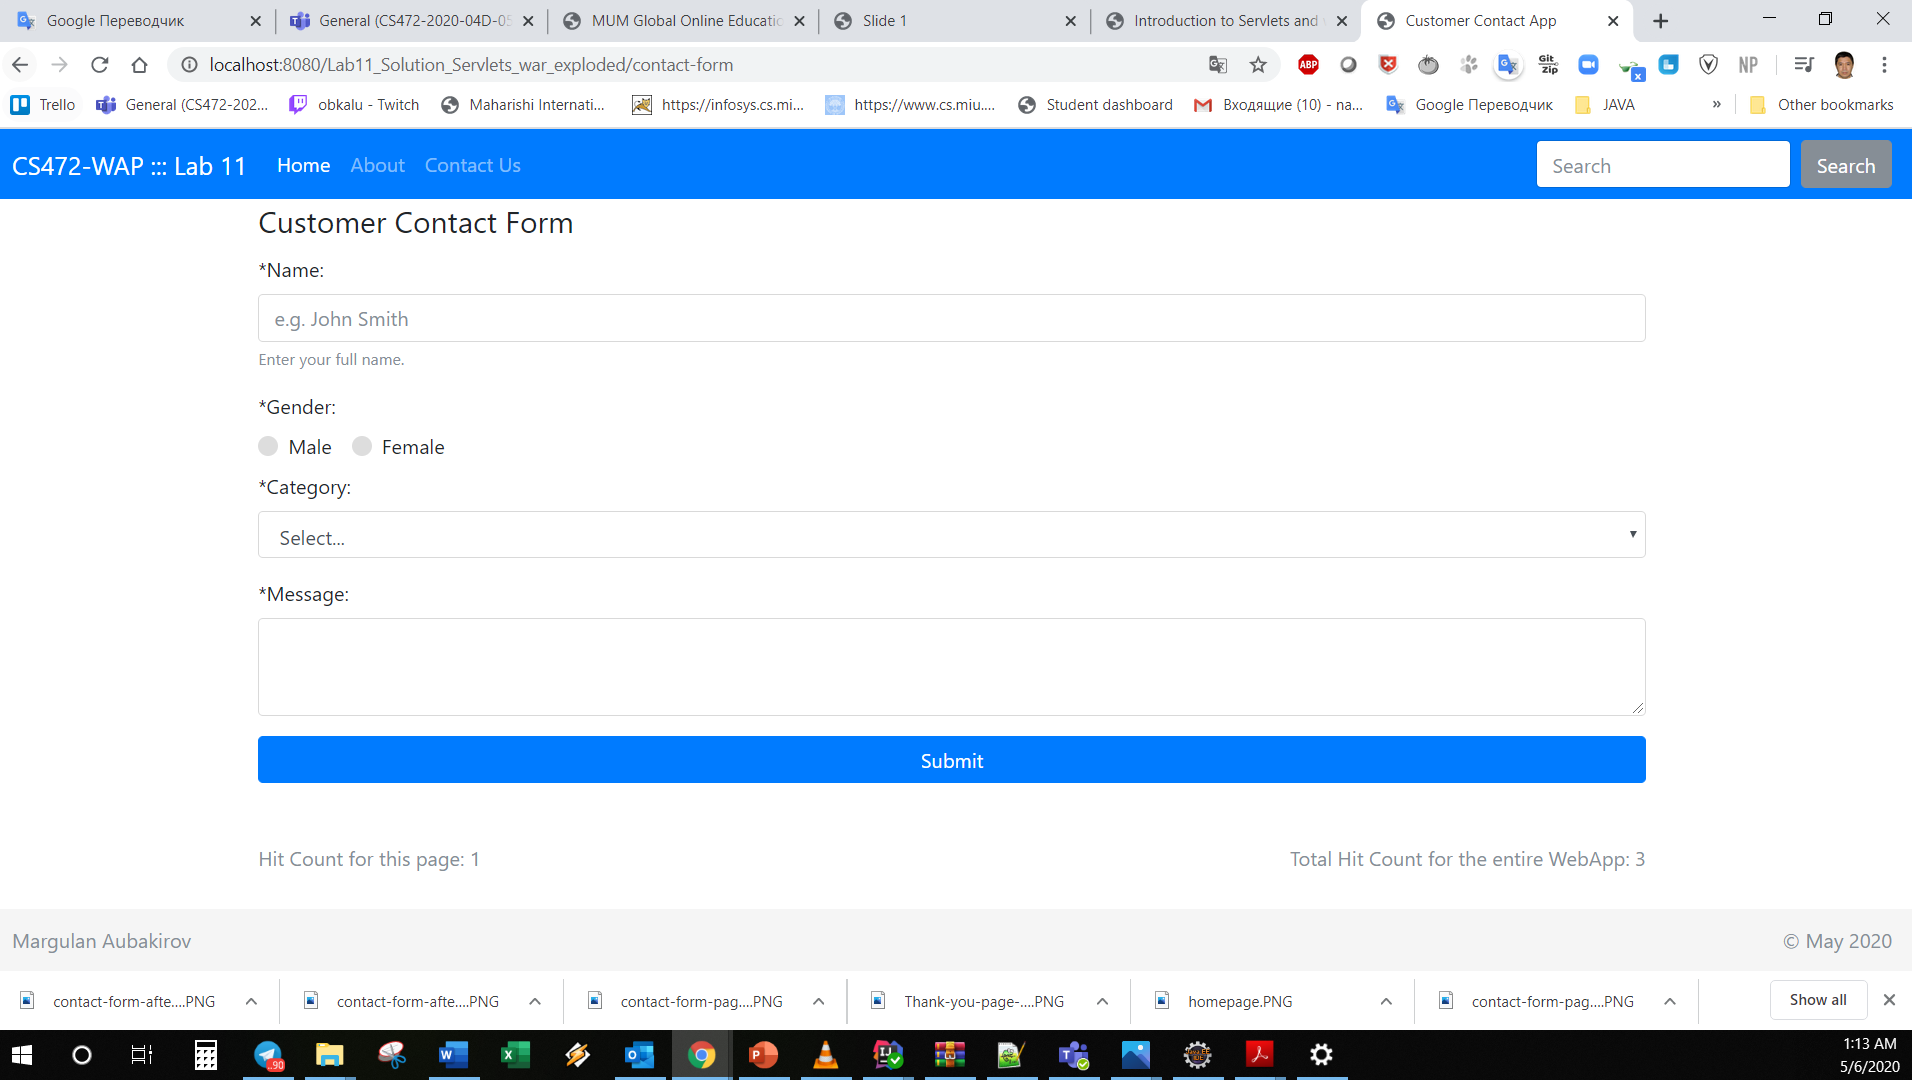 Google Переводчик
General (CS472-2020-04D-05
MUM Global Online Educatio
Slide 1
Introduction to Servlets and
Customer Contact App
localhost:8080/Lab11_Solution_Servlets_war_exploded/contact-form
ABP
Git Zip
NP
Trello
General (CS472-202...
obkalu - Twitch
Maharishi Internati...
https://infosys.cs.mi...
https://www.cs.miu....
Student dashboard
Входящие (10) - na...
Google Переводчик
JAVA
»
Other bookmarks
CS472-WAP ::: Lab 11
Home
About
Contact Us
Search
Search
Customer Contact Form
*Name:
e.g. John Smith
Enter your full name.
*Gender:
Male
Female
*Category:
Select...
*Message:
Submit
Hit Count for this page: 1
Total Hit Count for the entire WebApp: 3
Margulan Aubakirov
© May 2020
contact-form-afte....PNG
contact-form-afte....PNG
contact-form-pag....PNG
Thank-you-page-....PNG
homepage.PNG
contact-form-pag....PNG
Show all
..90
1:13 AM
5/6/2020